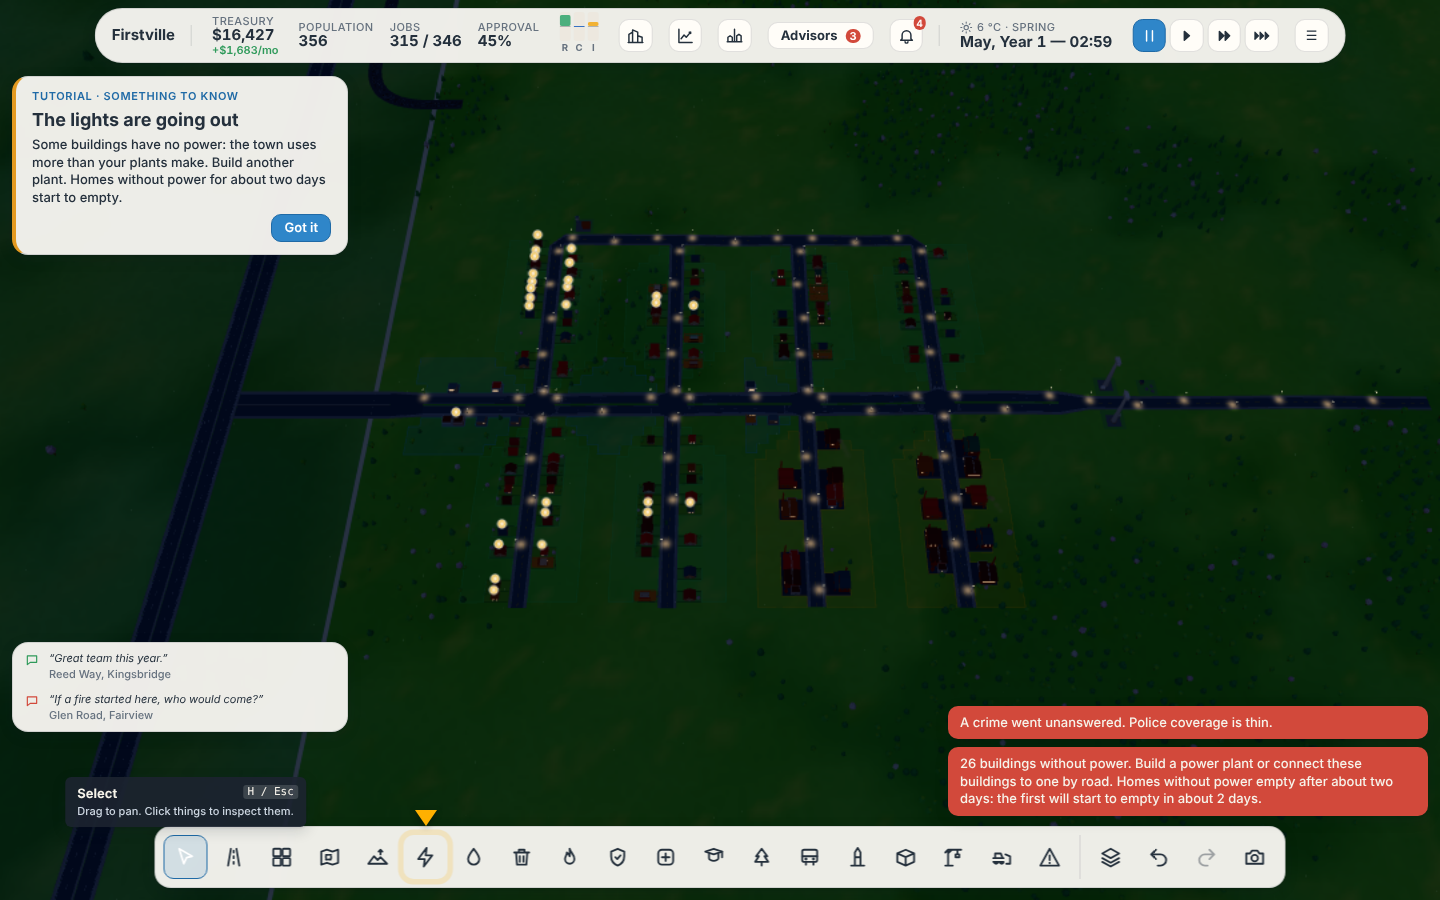 Firstville
TREASURY
$16,427
+$1,683/mo
POPULATION
356
JOBS
315 / 346
APPROVAL
45%
R C I
Advisors 3
4
6 °C · SPRING
May, Year 1 — 02:59
TUTORIAL · SOMETHING TO KNOW
The lights are going out
Some buildings have no power: the town uses
more than your plants make. Build another
plant. Homes without power for about two days
start to empty.
Got it
“Great team this year.”
Reed Way, Kingsbridge
“If a fire started here, who would come?”
Glen Road, Fairview
A crime went unanswered. Police coverage is thin.
26 buildings without power. Build a power plant or connect these
buildings to one by road. Homes without power empty after about two
days: the first will start to empty in about 2 days.
Select H / Esc
Drag to pan. Click things to inspect them.